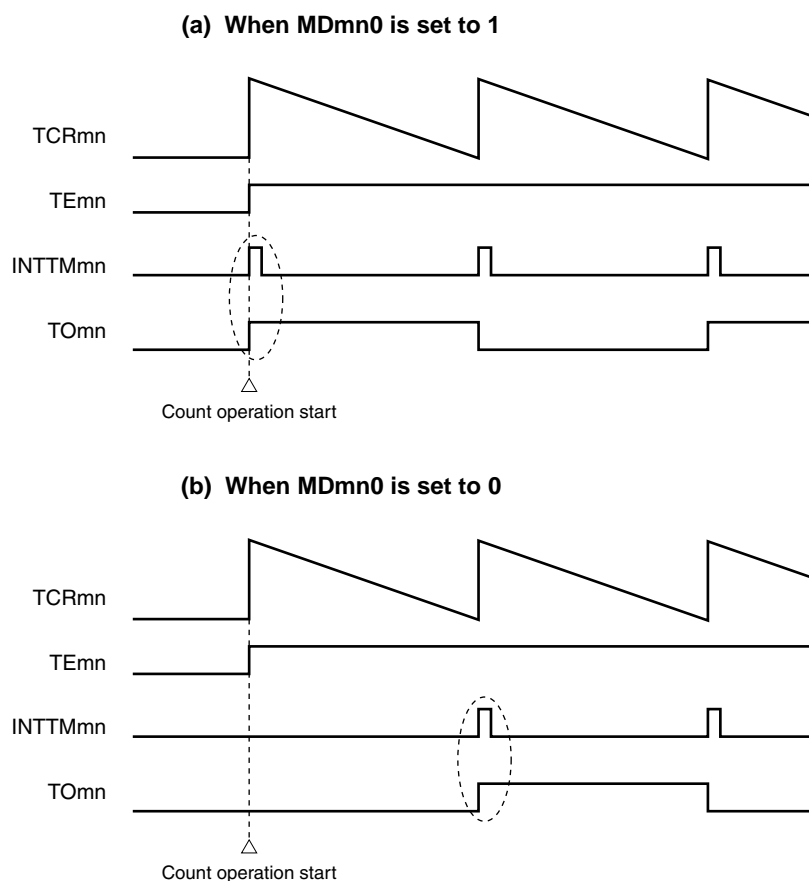 (a) When MDmn0 is set to 1
TCRmn
TEmn
INTTMmn
TOmn
Count operation start
(b) When MDmn0 is set to 0
TCRmn
TEmn
INTTMmn
TOmn
Count operation start